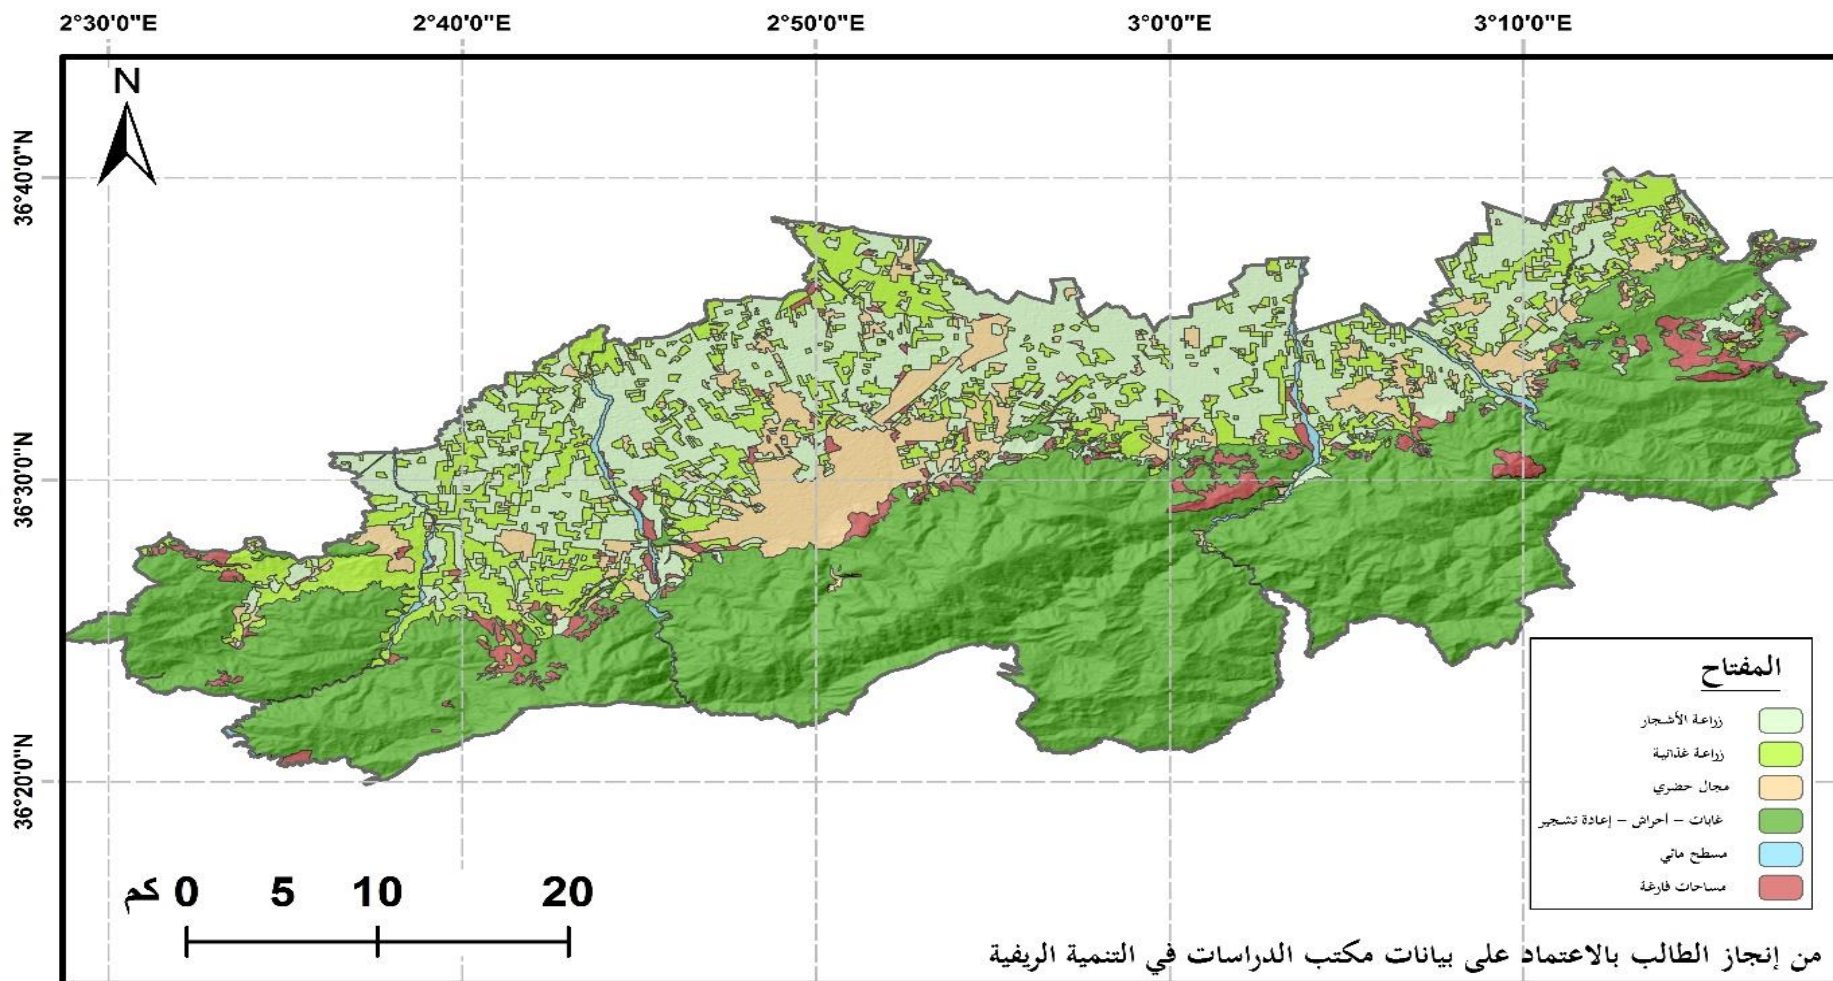 2°30'0"E 2°40'0"E 2°50'0"E 3°0'0"E 3°10'0"E
N
36°40'0"N
36°30'0"N
36°20'0"N
المفتاح
زراعة الأشجار
زراعة غذائية
مجال حضري
غابات – أحراش – إعادة تشجير
مسطح مائي
مساحات فارغة
كم 0 5 10 20
من إنجاز الطالب بالاعتماد على بيانات مكتب الدراسات في التنمية الريفية